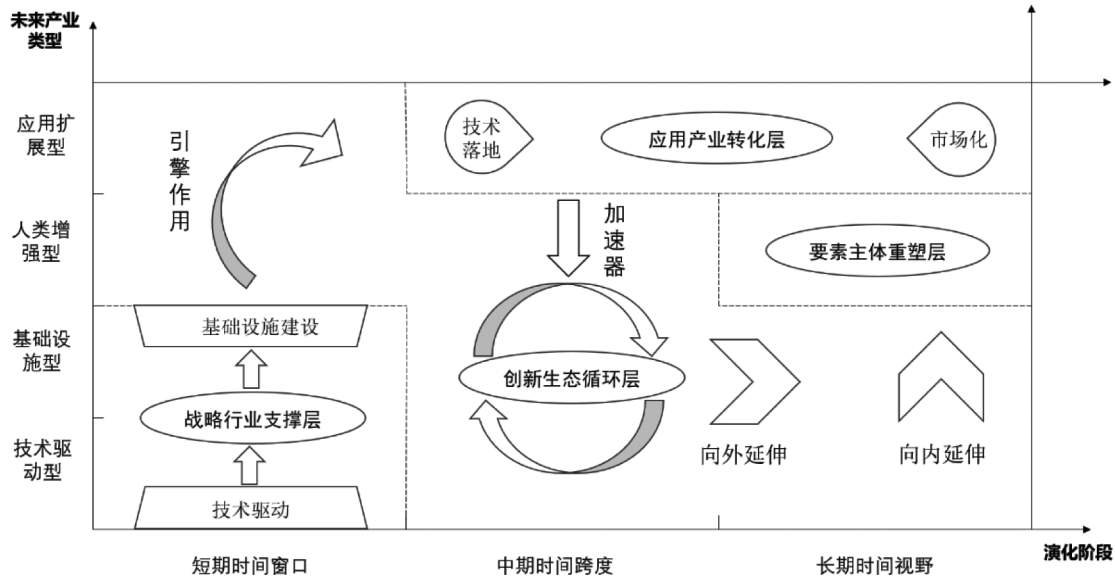 未来产业
类型
应用扩
展型
人类增
强型
基础设
施型
技术驱
动型
引擎作用
基础设施建设
战略行业支撑层
技术驱动
技术
落地
应用产业转化层
市场化
加速器
要素主体重塑层
创新生态循环层
向外延伸
向内延伸
短期时间窗口
中期时间跨度
长期时间视野
演化阶段